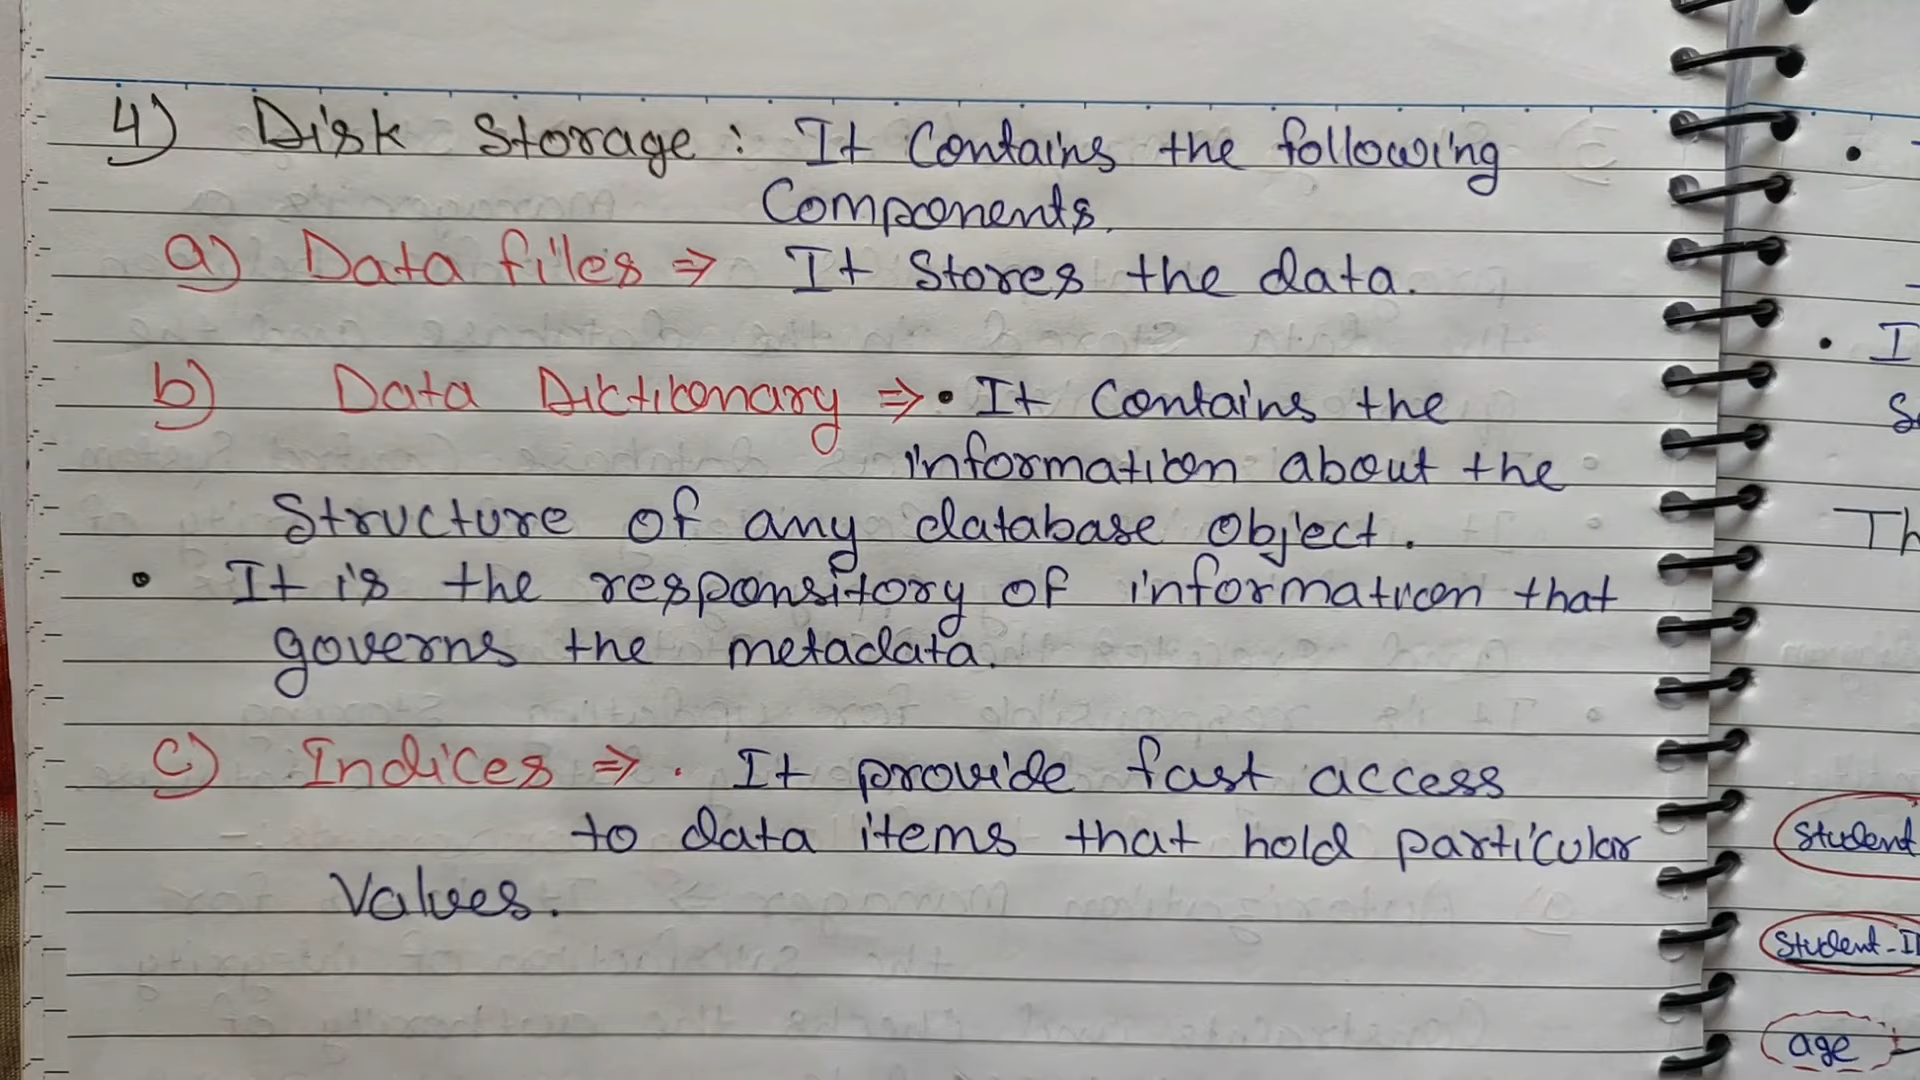 4) Disk Storage : It Contains the following
Components.
a) Data files ⇒ It Stores the data.
b) Data Dictionary ⇒ • It Contains the
information about the
Structure of any database object.
• It is the responsitory of information that
governs the metadata.
c) Indices ⇒ . It provide fast access
to data items that hold particular
Values.
Student
Student-I
age